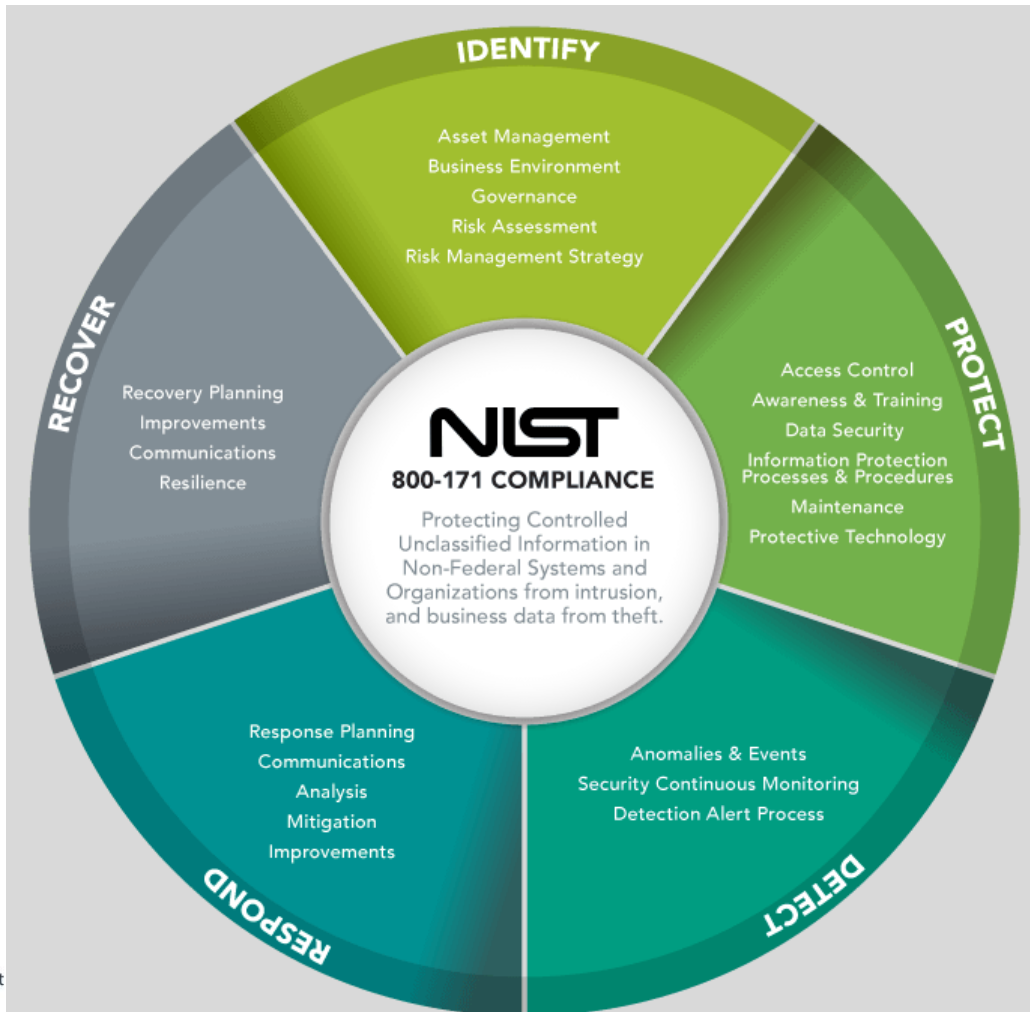 IDENTIFY
Asset Management
Business Environment
Governance
Risk Assessment
Risk Management Strategy
PROTECT
Access Control
Awareness & Training
Data Security
Information Protection
Processes & Procedures
Maintenance
Protective Technology
DETECT
Anomalies & Events
Security Continuous Monitoring
Detection Alert Process
RESPOND
Response Planning
Communications
Analysis
Mitigation
Improvements
RECOVER
Recovery Planning
Improvements
Communications
Resilience
NIST
800-171 COMPLIANCE
Protecting Controlled
Unclassified Information in
Non-Federal Systems and
Organizations from intrusion,
and business data from theft.
t